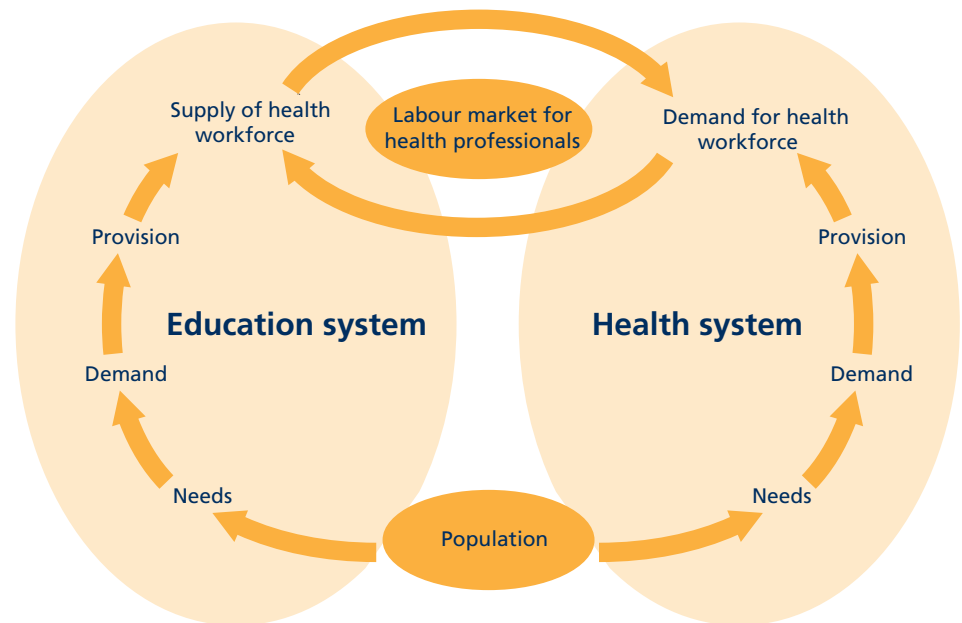 Supply of health
workforce
Labour market for
health professionals
Demand for health
workforce
Provision
Provision
Education system
Health system
Demand
Demand
Needs
Needs
Population